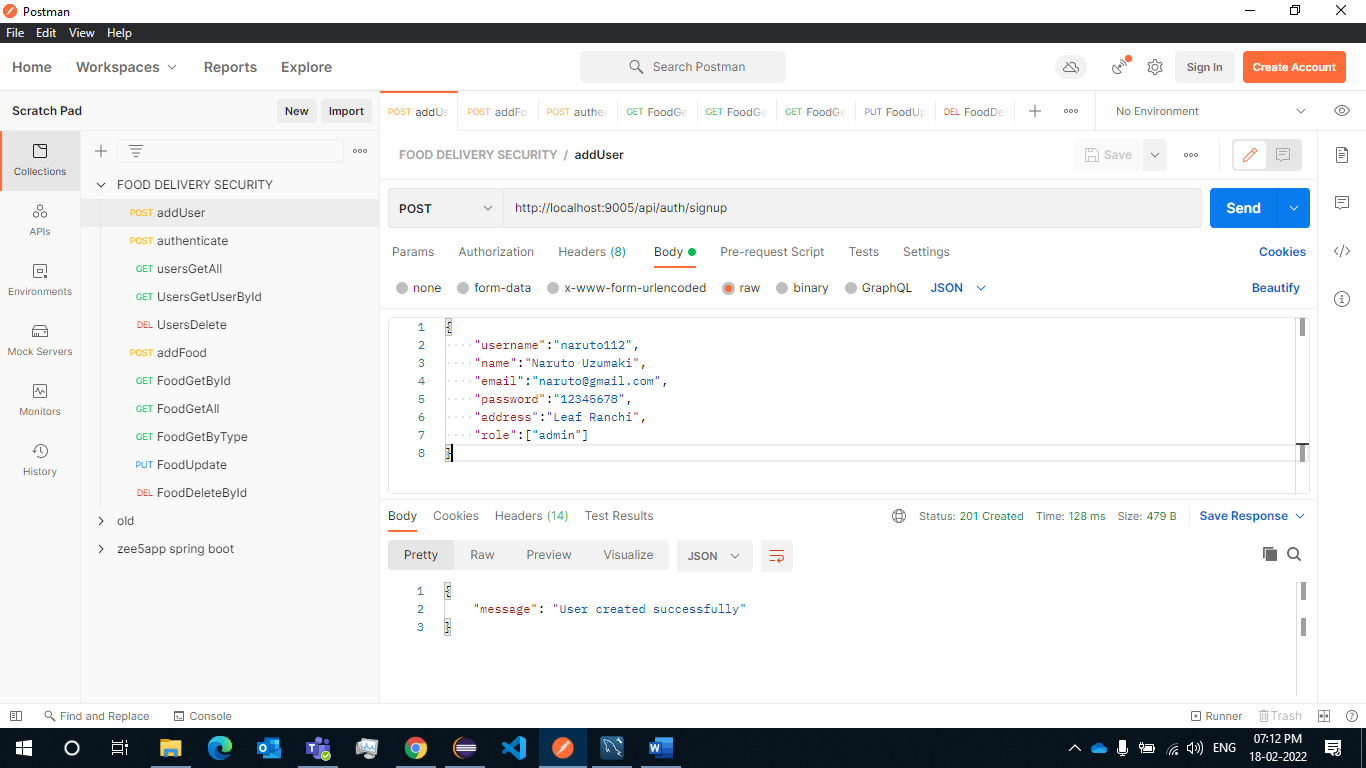 Postman
File Edit View Help
Home Workspaces Reports Explore Search Postman Sign In Create Account
Scratch Pad New Import
POST addUs POST addFo POST auther GET FoodGe GET FoodGe GET FoodGe PUT FoodUp DEL FoodDe No Environment
Collections
APIs
Environments
Mock Servers
Monitors
History
FOOD DELIVERY SECURITY
POST addUser
POST authenticate
GET usersGetAll
GET UsersGetUserById
DEL UsersDelete
POST addFood
GET FoodGetById
GET FoodGetAll
GET FoodGetByType
PUT FoodUpdate
DEL FoodDeleteById
old
zee5app spring boot
FOOD DELIVERY SECURITY / addUser Save
POST http://localhost:9005/api/auth/signup Send
Params Authorization Headers (8) Body Pre-request Script Tests Settings Cookies
none form-data x-www-form-urlencoded raw binary GraphQL JSON Beautify
1 {
2 "username":"naruto112",
3 "name":"Naruto Uzumaki",
4 "email":"naruto@gmail.com",
5 "password":"12345678",
6 "address":"Leaf Ranchi",
7 "role":["admin"]
8 }
Body Cookies Headers (14) Test Results Status: 201 Created Time: 128 ms Size: 479 B Save Response
Pretty Raw Preview Visualize JSON
1 {
2 "message": "User created successfully"
3 }
Find and Replace Console Runner Trash
ENG 07:12 PM
18-02-2022